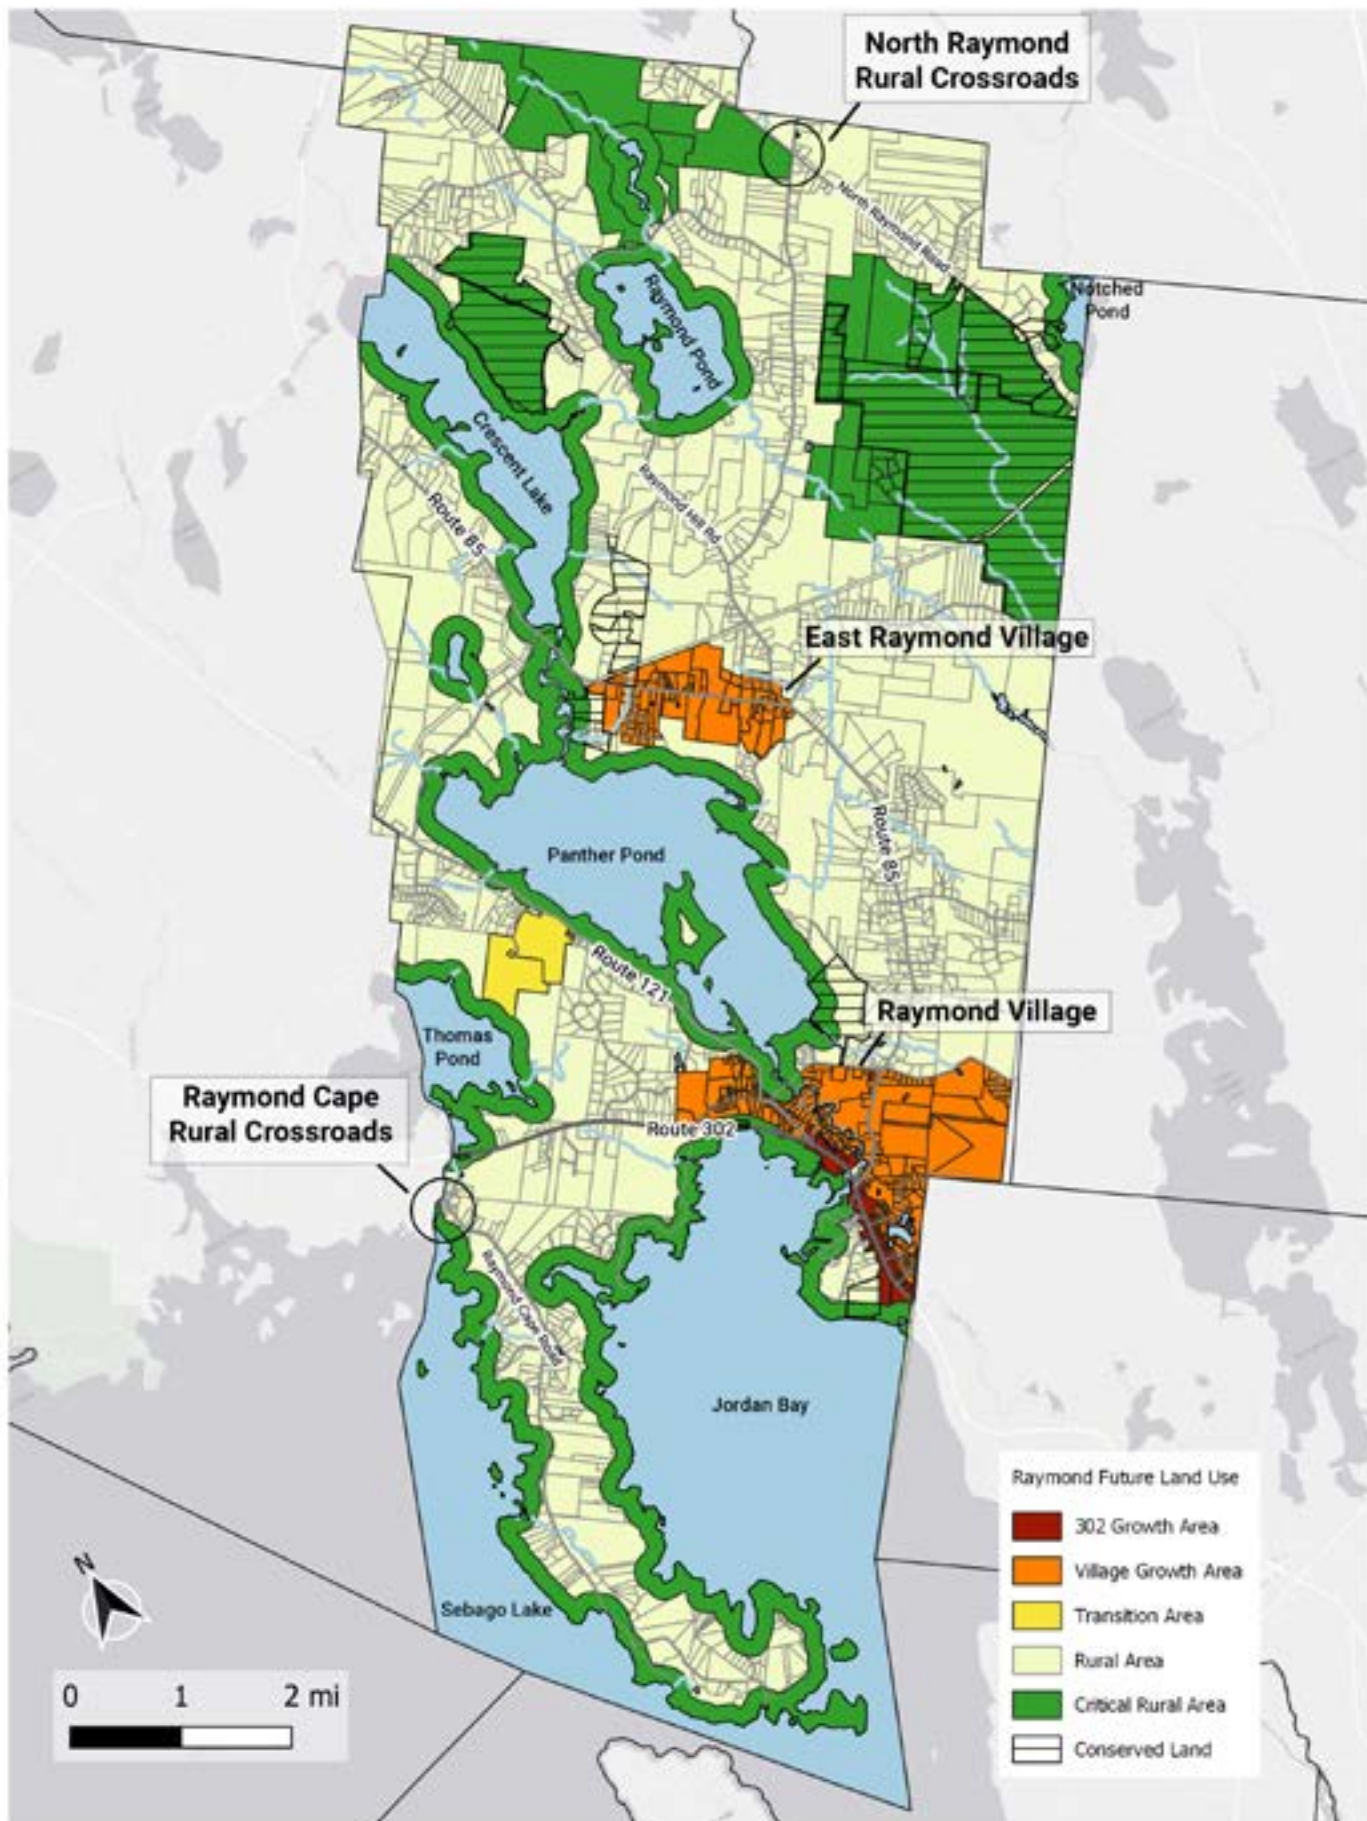 North Raymond
Rural Crossroads
North Raymond Road
Notched
Pond
Raymond Pond
Crescent Lake
Raymond Hill Rd
Route 85
East Raymond Village
Route 85
Panther Pond
Route 121
Raymond Village
Thomas
Pond
Raymond Cape
Rural Crossroads
Route 302
Raymond Cape Road
Jordan Bay
Sebago Lake
N
0 1 2 mi
Raymond Future Land Use
302 Growth Area
Village Growth Area
Transition Area
Rural Area
Critical Rural Area
Conserved Land